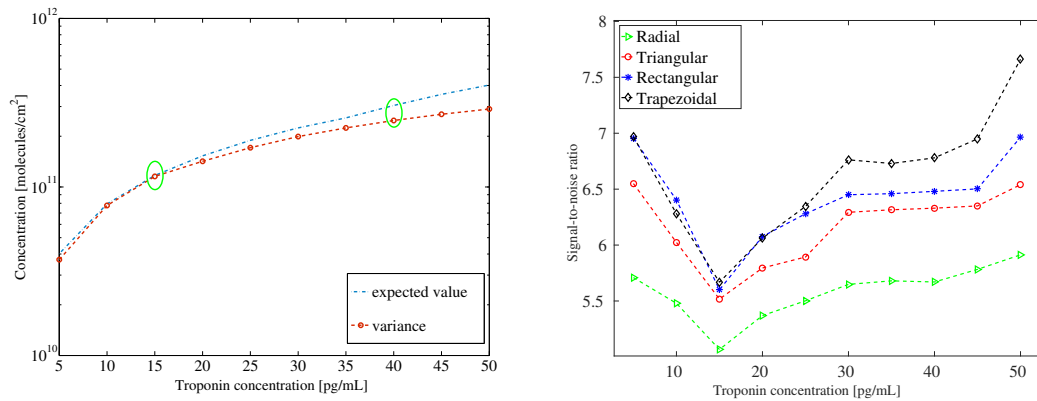 10^12
10^11
10^10
Concentration [molecules/cm^2]
expected value
variance
5 10 15 20 25 30 35 40 45 50
Troponin concentration [pg/mL]
8
7.5
7
6.5
6
5.5
Signal-to-noise ratio
Radial
Triangular
Rectangular
Trapezoidal
10 20 30 40 50
Troponin concentration [pg/mL]